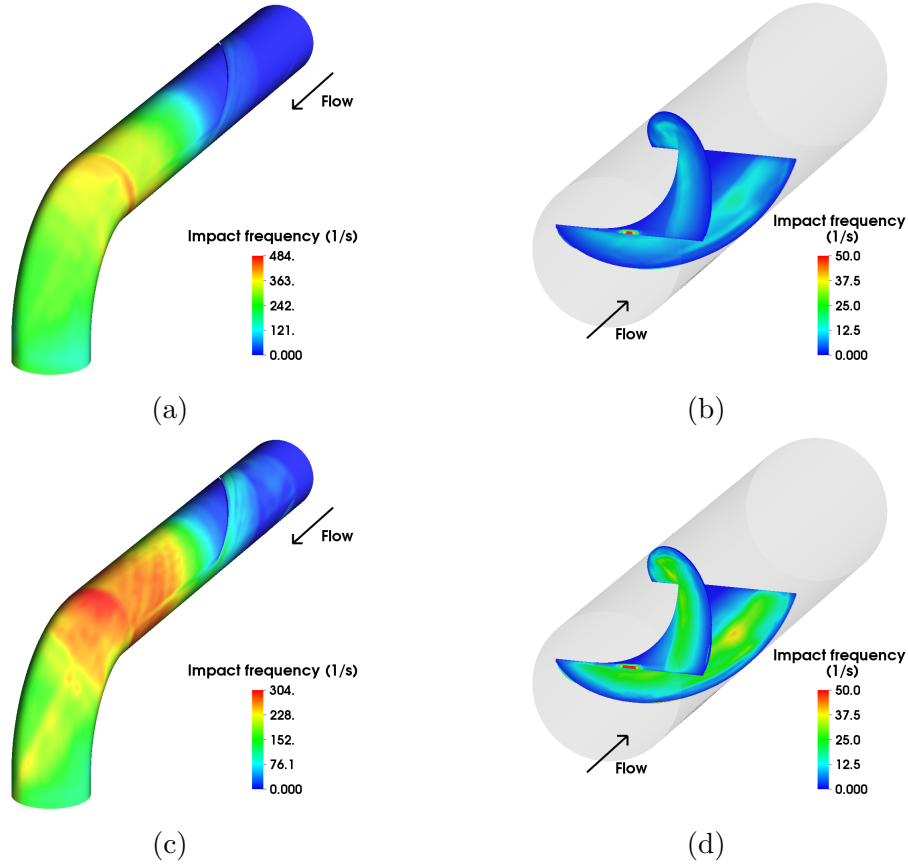 Flow
Impact frequency (1/s)
484.
363.
242.
121.
0.000
(a)
Impact frequency
(1/s)
50.0
37.5
25.0
12.5
0.000
Flow
(b)
Flow
Impact frequency (1/s)
304.
228.
152.
76.1
0.000
(c)
Impact frequency
(1/s)
50.0
37.5
25.0
12.5
0.000
Flow
(d)